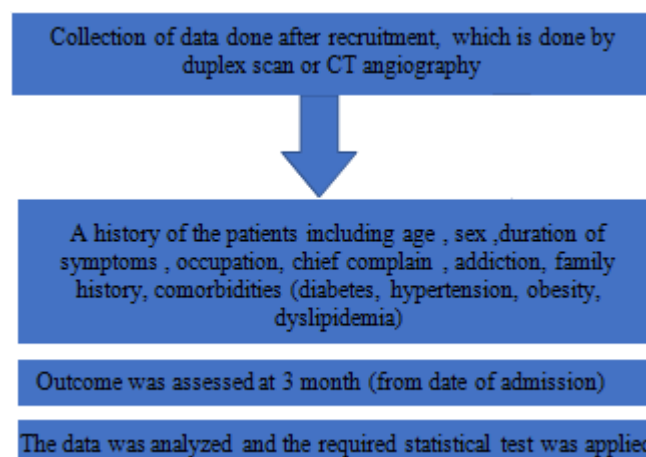 Collection of data done after recruitment, which is done by
duplex scan or CT angiography
A history of the patients including age , sex ,duration of
symptoms , occupation, chief complain , addiction, family
history, comorbidities (diabetes, hypertension, obesity,
dyslipidemia)
Outcome was assessed at 3 month (from date of admission)
The data was analyzed and the required statistical test was applied